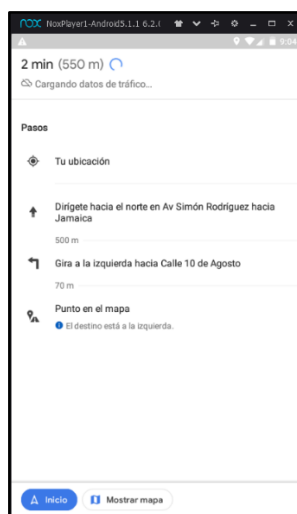 nox NoxPlayer1-Android5.1.1 6.2.
9:04
2 min (550 m)
Cargando datos de tráfico...
Pasos
Tu ubicación
Dirígete hacia el norte en Av Simón Rodríguez hacia
Jamaica
500 m
Gira a la izquierda hacia Calle 10 de Agosto
70 m
Punto en el mapa
El destino está a la izquierda.
Inicio
Mostrar mapa